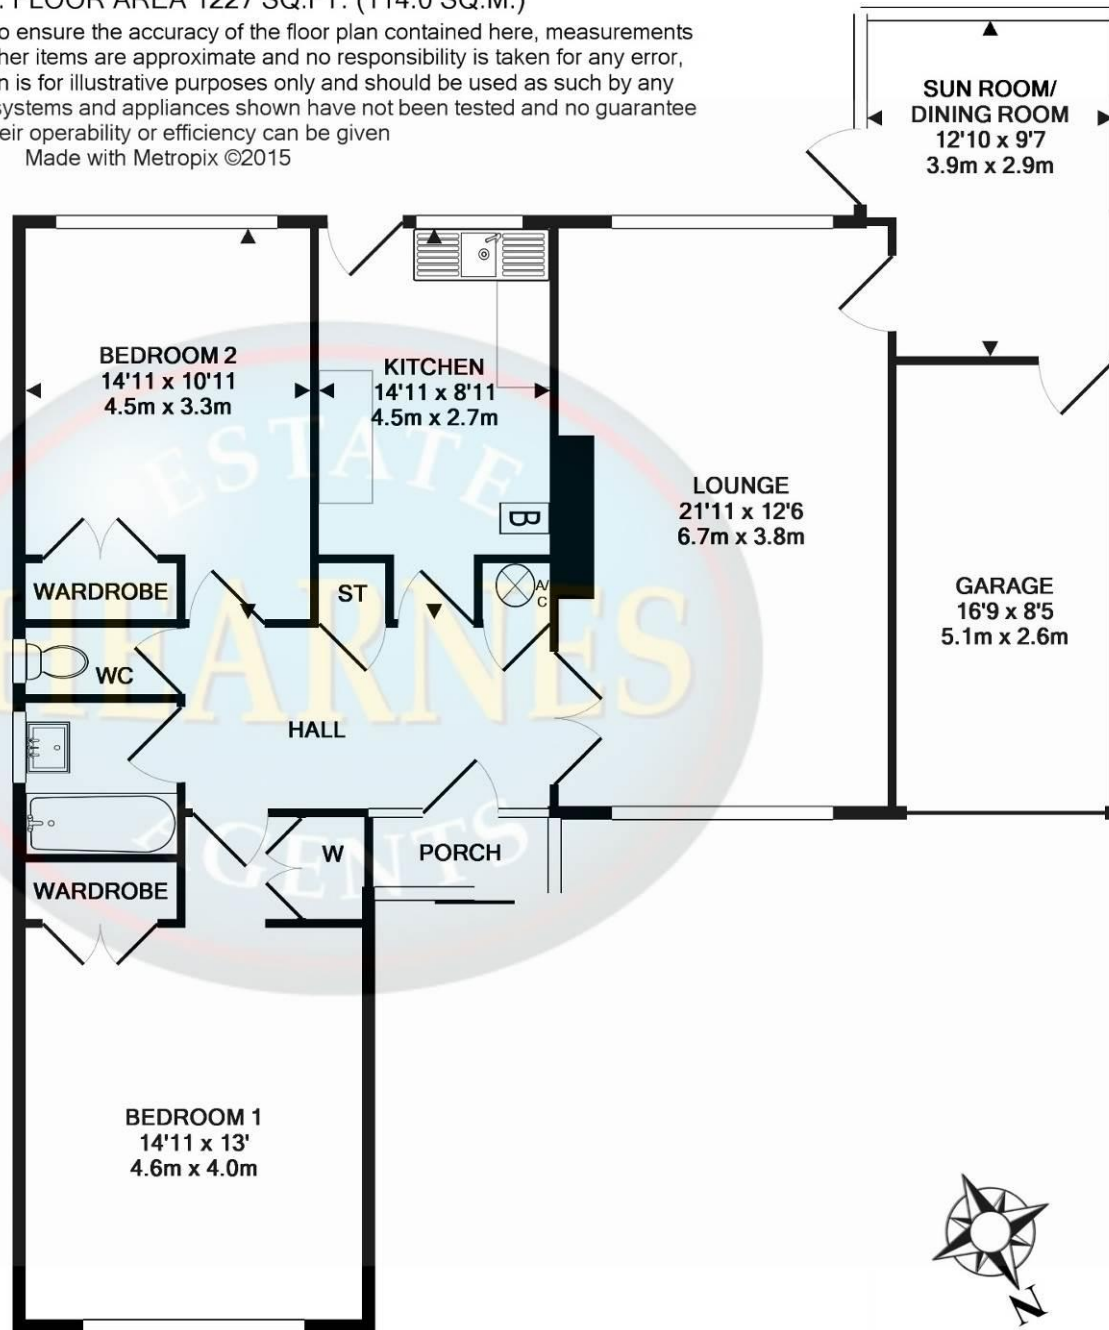 FLOOR AREA 1227 SQ.FT. (114.0 SQ.M.)
to ensure the accuracy of the floor plan contained here, measurements
other items are approximate and no responsibility is taken for any error,
is for illustrative purposes only and should be used as such by any
systems and appliances shown have not been tested and no guarantee
their operability or efficiency can be given
Made with Metropix ©2015
SUN ROOM/
DINING ROOM
12'10 x 9'7
3.9m x 2.9m
BEDROOM 2
14'11 x 10'11
4.5m x 3.3m
KITCHEN
14'11 x 8'11
4.5m x 2.7m
LOUNGE
21'11 x 12'6
6.7m x 3.8m
GARAGE
16'9 x 8'5
5.1m x 2.6m
B
WARDROBE
ST
A/
C
WC
HALL
W
PORCH
WARDROBE
BEDROOM 1
14'11 x 13'
4.6m x 4.0m
N
ESTATE
HEARNES
AGENTS